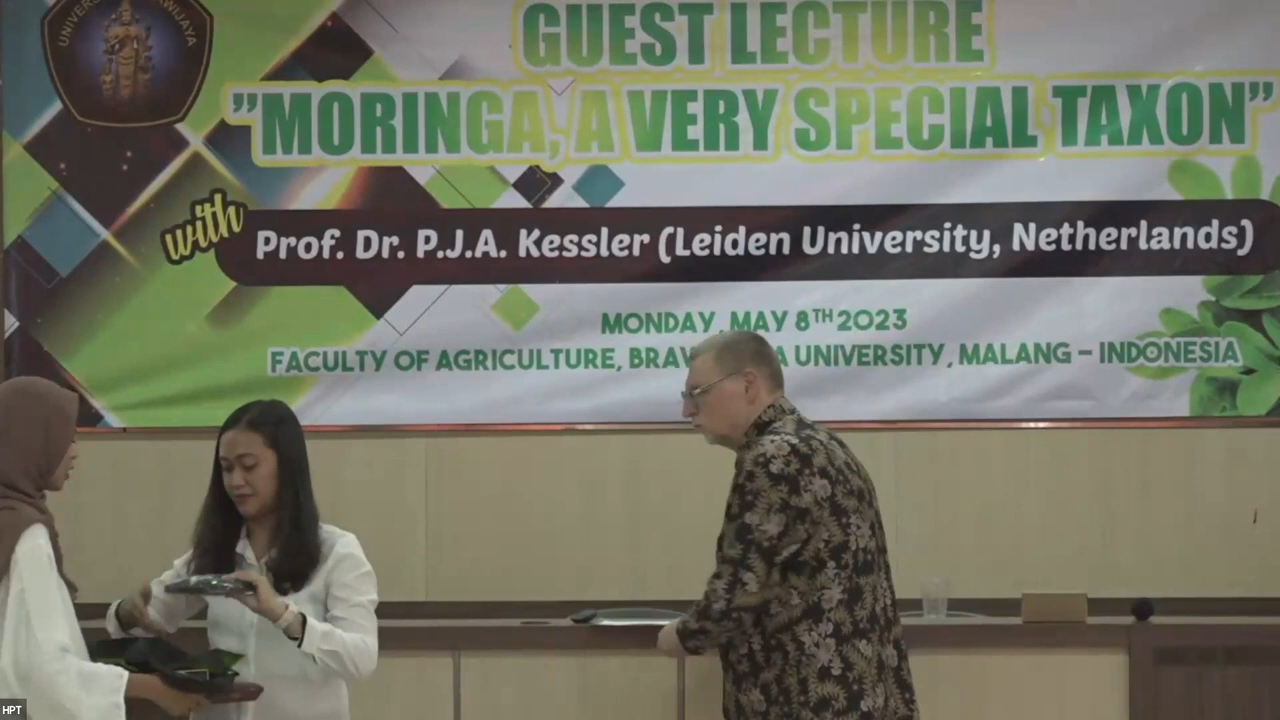 GUEST LECTURE
"MORINGA, A VERY SPECIAL TAXON"
with
Prof. Dr. P.J.A. Kessler (Leiden University, Netherlands)
MONDAY, MAY 8TH 2023
FACULTY OF AGRICULTURE, UNIVERSITY, MALANG – INDONESIA
HPT